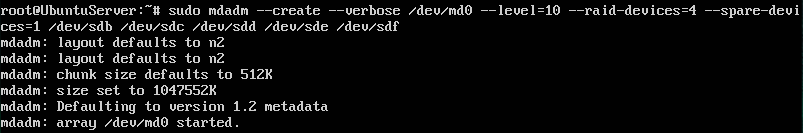 root@UbuntuServer:~# sudo mdadm --create --verbose /dev/md0 --level=10 --raid-devices=4 --spare-devi
ces=1 /dev/sdb /dev/sdc /dev/sdd /dev/sde /dev/sdf
mdadm: layout defaults to n2
mdadm: layout defaults to n2
mdadm: chunk size defaults to 512K
mdadm: size set to 1047552K
mdadm: Defaulting to version 1.2 metadata
mdadm: array /dev/md0 started.